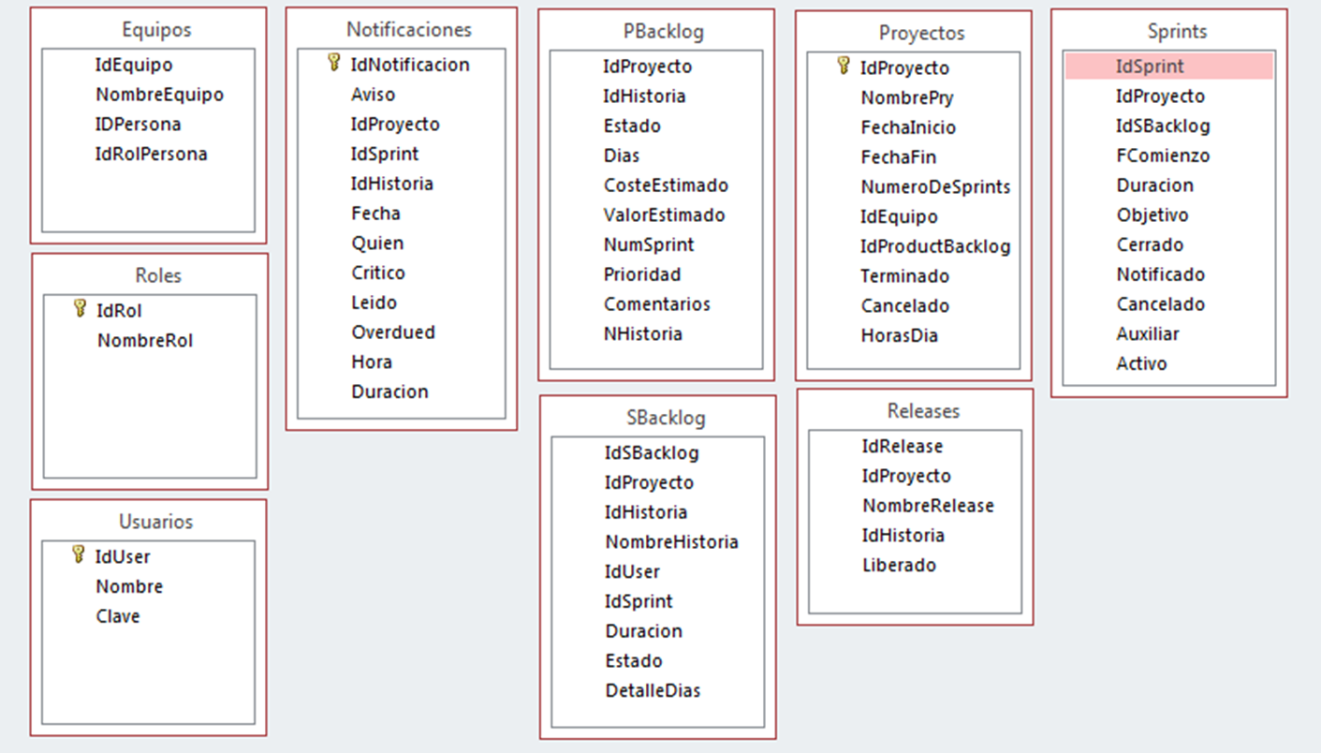 Equipos
IdEquipo
NombreEquipo
IDPersona
IdRolPersona
Roles
IdRol
NombreRol
Usuarios
IdUser
Nombre
Clave
Notificaciones
IdNotificacion
Aviso
IdProyecto
IdSprint
IdHistoria
Fecha
Quien
Critico
Leido
Overdued
Hora
Duracion
PBacklog
IdProyecto
IdHistoria
Estado
Dias
CosteEstimado
ValorEstimado
NumSprint
Prioridad
Comentarios
NHistoria
SBacklog
IdSBacklog
IdProyecto
IdHistoria
NombreHistoria
IdUser
IdSprint
Duracion
Estado
DetalleDias
Proyectos
IdProyecto
NombrePry
FechaInicio
FechaFin
NumeroDeSprints
IdEquipo
IdProductBacklog
Terminado
Cancelado
HorasDia
Releases
IdRelease
IdProyecto
NombreRelease
IdHistoria
Liberado
Sprints
IdSprint
IdProyecto
IdSBacklog
FComienzo
Duracion
Objetivo
Cerrado
Notificado
Cancelado
Auxiliar
Activo